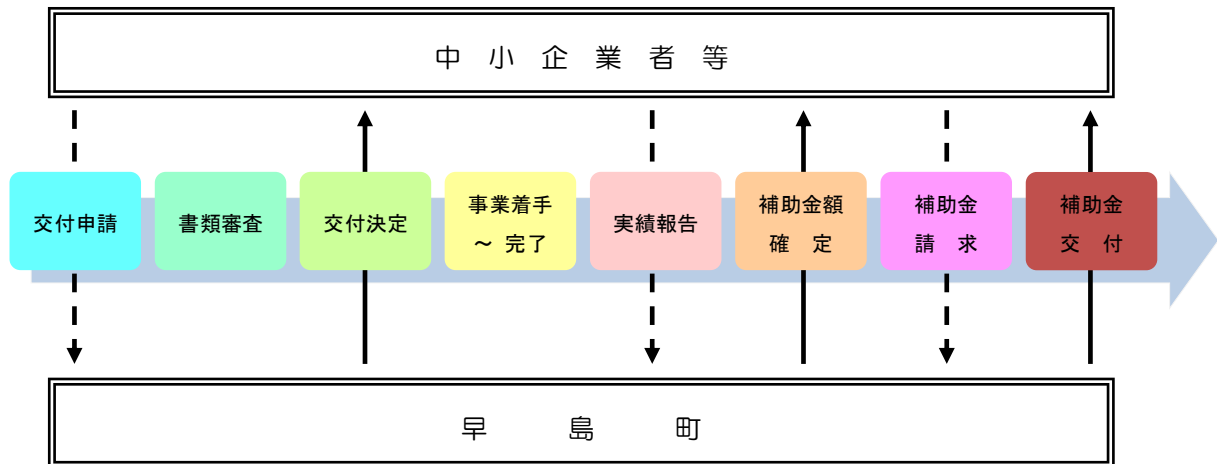 中 小 企 業 者 等
交付申請
書類審査
交付決定
事業着手
～ 完了
実績報告
補助金額
確 定
補助金
請 求
補助金
交 付
早 島 町